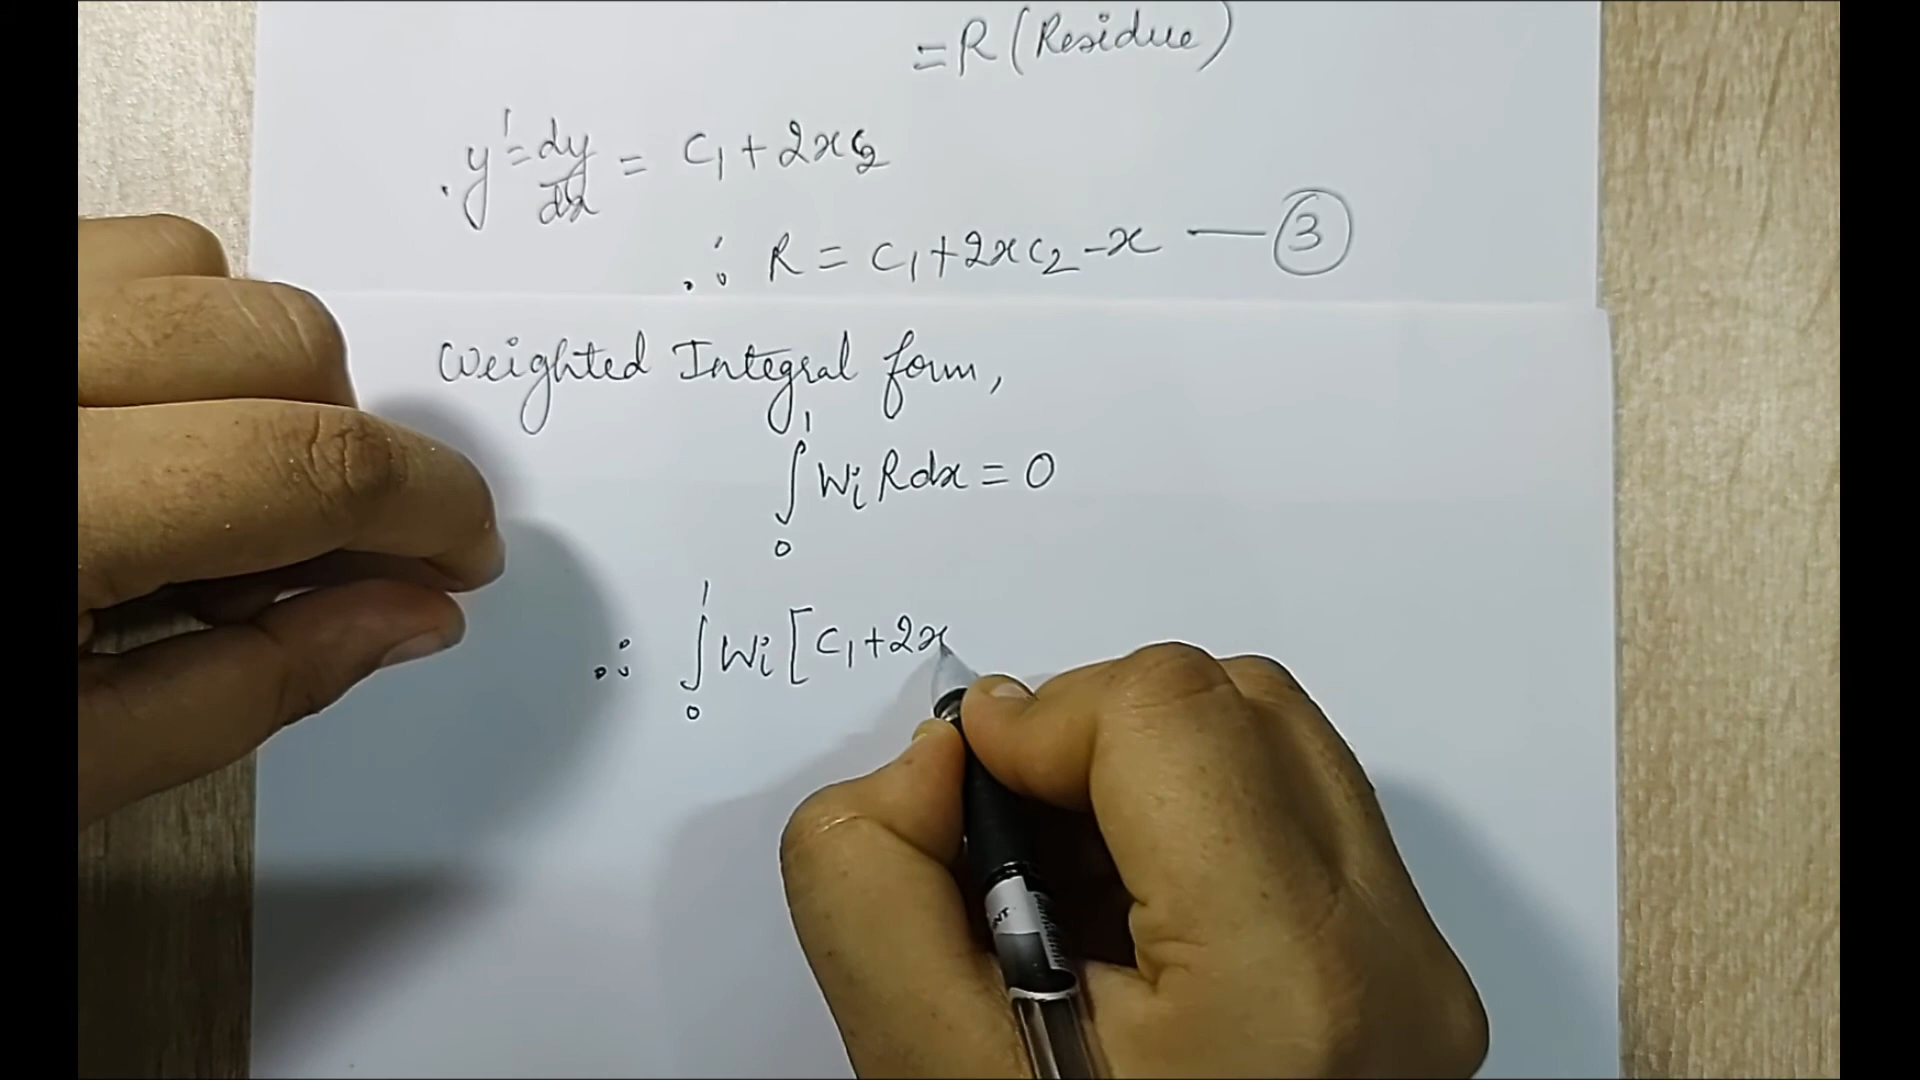 = R (Residue)
y' = dy/dx = C₁ + 2xC₂
∴ R = C₁ + 2xC₂ - x — ③
Weighted Integral form,
∫₀¹ Wi R dx = 0
∴ ∫₀¹ Wi [C₁ + 2x